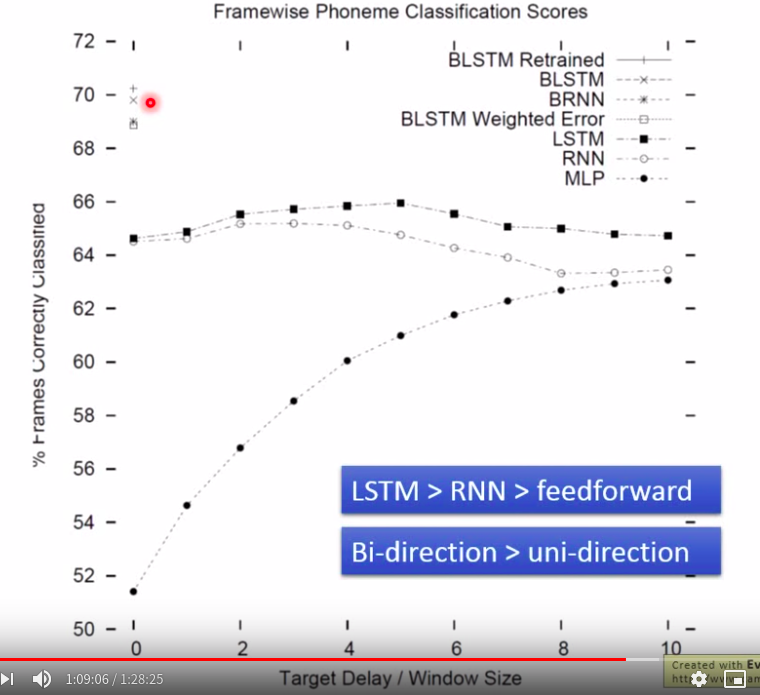 Framewise Phoneme Classification Scores
72
70
68
66
64
62
60
58
56
54
52
50
% Frames Correctly Classified
BLSTM Retrained
BLSTM
BRNN
BLSTM Weighted Error
LSTM
RNN
MLP
LSTM > RNN > feedforward
Bi-direction > uni-direction
0 2 4 6 8 10
Target Delay / Window Size
1:09:06 / 1:28:25
Created with Ev